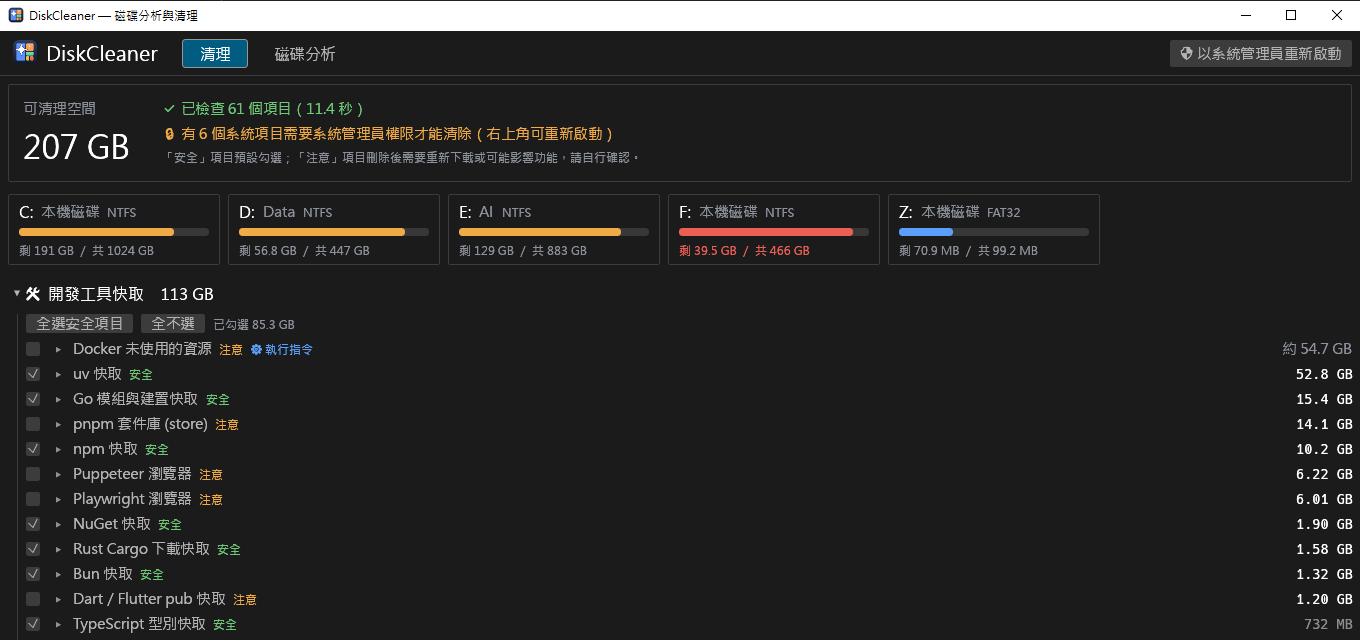 DiskCleaner — 磁碟分析與清理
DiskCleaner 清理 磁碟分析 以系統管理員重新啟動
可清理空間
207 GB
已檢查 61 個項目 ( 11.4 秒 )
有 6 個系統項目需要系統管理員權限才能清除 ( 右上角可重新啟動 )
「安全」項目預設勾選；「注意」項目刪除後需要重新下載或可能影響功能，請自行確認。
C: 本機磁碟 NTFS
剩 191 GB / 共 1024 GB
D: Data NTFS
剩 56.8 GB / 共 447 GB
E: AI NTFS
剩 129 GB / 共 883 GB
F: 本機磁碟 NTFS
剩 39.5 GB / 共 466 GB
Z: 本機磁碟 FAT32
剩 70.9 MB / 共 99.2 MB
開發工具快取 113 GB
全選安全項目 全不選 已勾選 85.3 GB
Docker 未使用的資源 注意 執行指令 約 54.7 GB
uv 快取 安全 52.8 GB
Go 模組與建置快取 安全 15.4 GB
pnpm 套件庫 (store) 注意 14.1 GB
npm 快取 安全 10.2 GB
Puppeteer 瀏覽器 注意 6.22 GB
Playwright 瀏覽器 注意 6.01 GB
NuGet 快取 安全 1.90 GB
Rust Cargo 下載快取 安全 1.58 GB
Bun 快取 安全 1.32 GB
Dart / Flutter pub 快取 注意 1.20 GB
TypeScript 型別快取 安全 732 MB